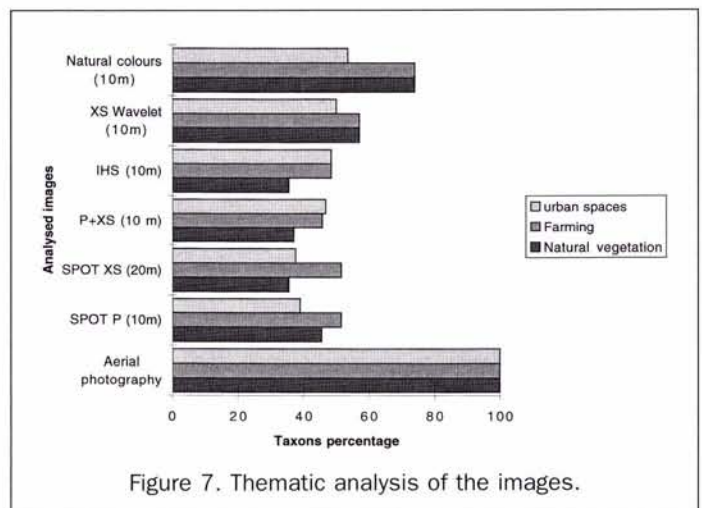 Natural colours
(10m)
XS Wavelet
(10m)
IHS (10m)
P+XS (10 m)
SPOT XS (20m)
SPOT P (10m)
Aerial
photography
Analysed images
0 20 40 60 80 100
Taxons percentage
urban spaces
Farming
Natural vegetation
Figure 7. Thematic analysis of the images.